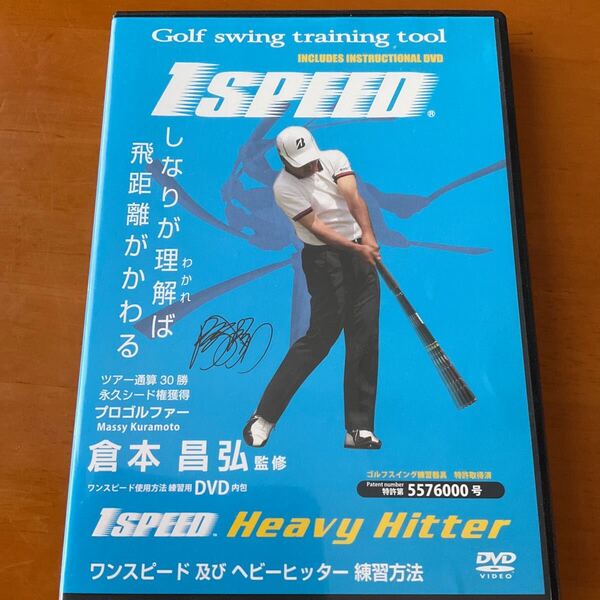 Golf swing training tool
INCLUDES INSTRUCTIONAL DVD
1SPEED®
しなりが理解ば
わかれ
飛距離がかわる
ツアー通算30勝
永久シード権獲得
プロゴルファー
Massy Kuramoto
倉本 昌弘 監修
ワンスピード使用方法 練習用 DVD 内包
ゴルフスイング練習器具 特許取得済
Patent number
特許第 5576000 号
1SPEED™ Heavy Hitter
DVD
VIDEO™
ワンスピード 及び ヘビーヒッター 練習方法